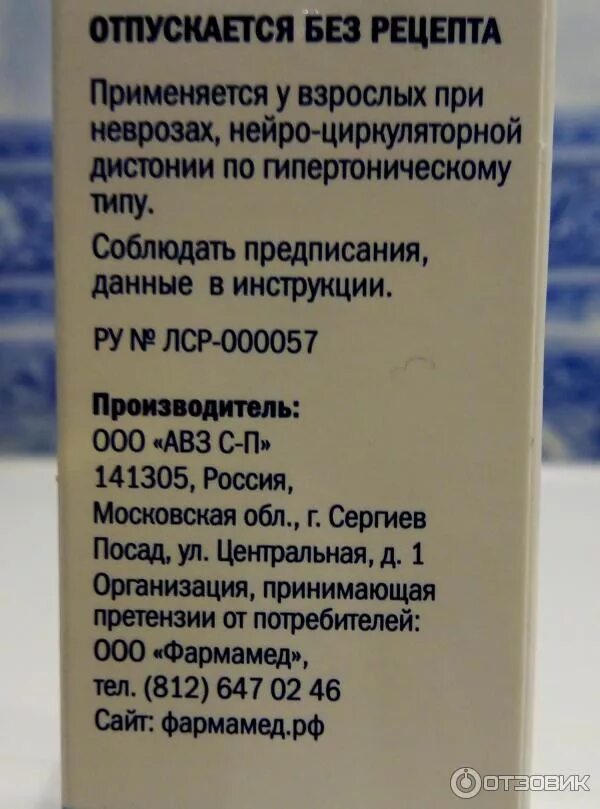 ОТПУСКАЕТСЯ БЕЗ РЕЦЕПТА
Применяется у взрослых при
неврозах, нейро-циркуляторной
дистонии по гипертоническому
типу.
Соблюдать предписания,
данные в инструкции.
РУ № ЛСР-000057
Производитель:
ООО «АВЗ С-П»
141305, Россия,
Московская обл., г. Сергиев
Посад, ул. Центральная, д. 1
Организация, принимающая
претензии от потребителей:
ООО «Фармамед»,
тел. (812) 647 02 46
Сайт: фармамед.рф
ОТЗОВИК